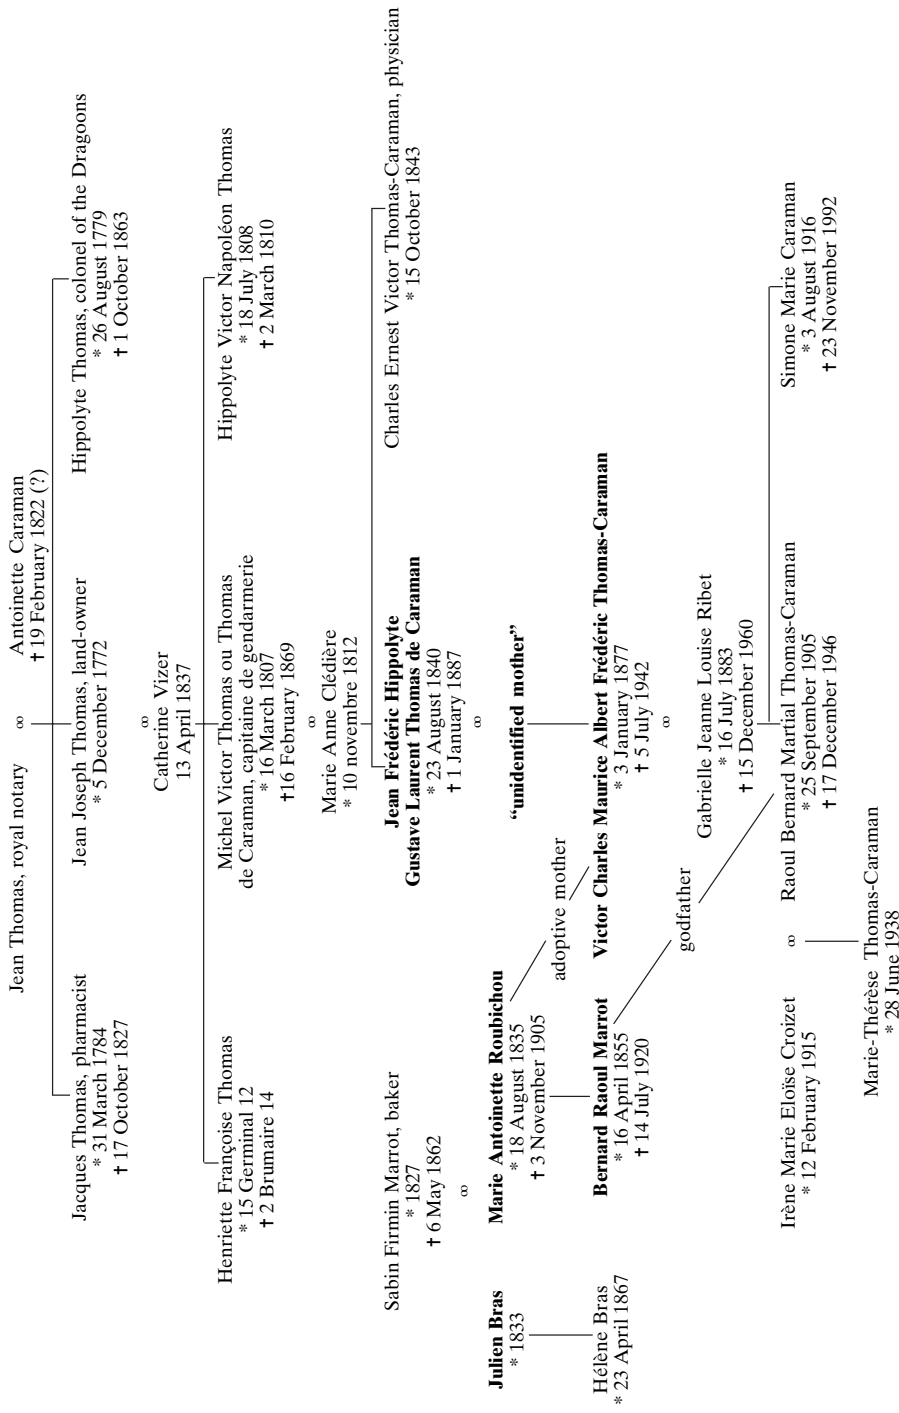 Jean Thomas, royal notary
∞
Antoinette Caraman
† 19 February 1822 (?)
Jacques Thomas, pharmacist
* 31 March 1784
† 17 October 1827
Jean Joseph Thomas, land-owner
* 5 December 1772
Hippolyte Thomas, colonel of the Dragoons
* 26 August 1779
† 1 October 1863
∞
Catherine Vizer
13 April 1837
Henriette Françoise Thomas
* 15 Germinal 12
† 2 Brumaire 14
Michel Victor Thomas ou Thomas
de Caraman, capitaine de gendarmerie
* 16 March 1807
†16 February 1869
Hippolyte Victor Napoléon Thomas
* 18 July 1808
† 2 March 1810
∞
Marie Anne Clédière
* 10 novembre 1812
Sabin Firmin Marrot, baker
* 1827
† 6 May 1862
∞
Jean Frédéric Hippolyte
Gustave Laurent Thomas de Caraman
* 23 August 1840
† 1 January 1887
Charles Ernest Victor Thomas-Caraman, physician
* 15 October 1843
∞
Julien Bras
* 1833
Marie Antoinette Roubichou
* 18 August 1835
† 3 November 1905
“unidentified mother”
adoptive mother
Hélène Bras
* 23 April 1867
Bernard Raoul Marrot
* 16 April 1855
† 14 July 1920
Victor Charles Maurice Albert Frédéric Thomas-Caraman
* 3 January 1877
† 5 July 1942
∞
godfather
Gabrielle Jeanne Louise Ribet
* 16 July 1883
† 15 December 1960
Irène Marie Eloïse Croizet
* 12 February 1915
∞
Raoul Bernard Martial Thomas-Caraman
* 25 September 1905
† 17 December 1946
Simone Marie Caraman
* 3 August 1916
† 23 November 1992
Marie-Thérèse Thomas-Caraman
* 28 June 1938